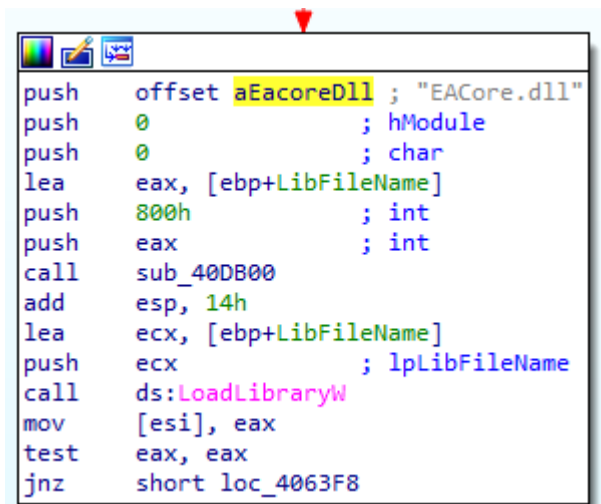 push offset aEacoreDll ; "EACore.dll"
push 0 ; hModule
push 0 ; char
lea eax, [ebp+LibFileName]
push 800h ; int
push eax ; int
call sub_40DB00
add esp, 14h
lea ecx, [ebp+LibFileName]
push ecx ; lpLibFileName
call ds:LoadLibraryW
mov [esi], eax
test eax, eax
jnz short loc_4063F8